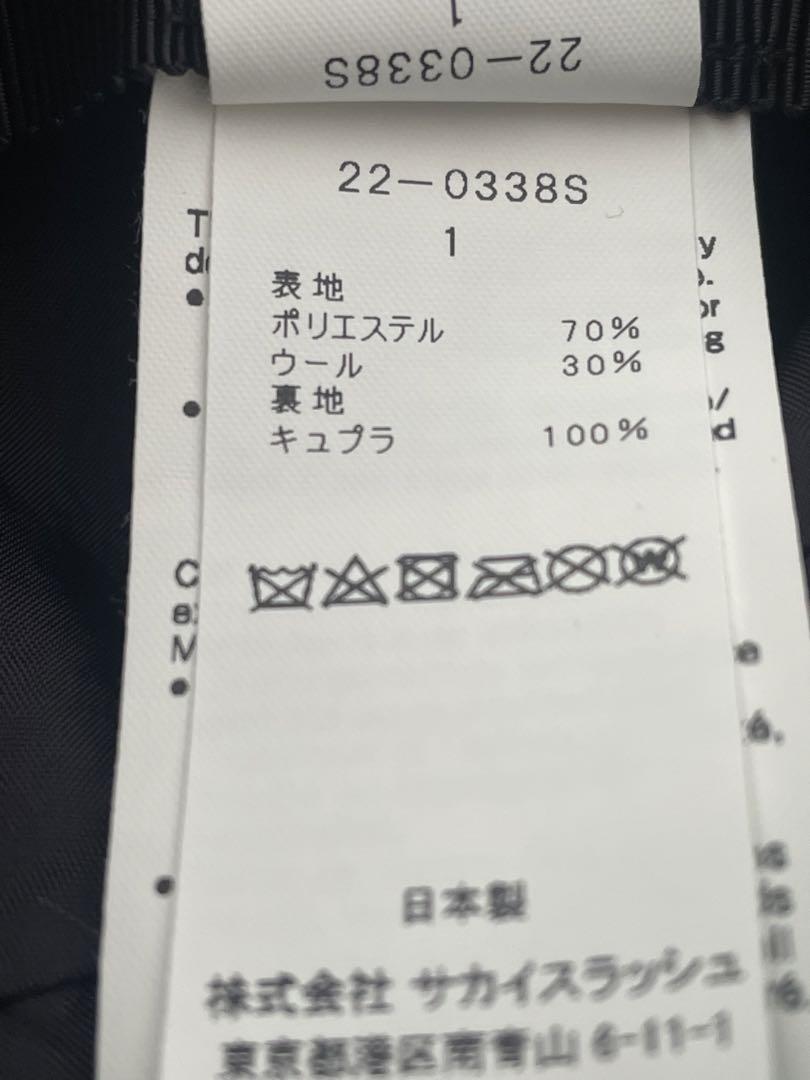 1
22-0338S
22-0338S
1
表地
ポリエステル 70%
ウール 30%
裏地
キュプラ 100%
日本製
株式会社 サカイスラッシュ
東京都港区南青山 6-11-1